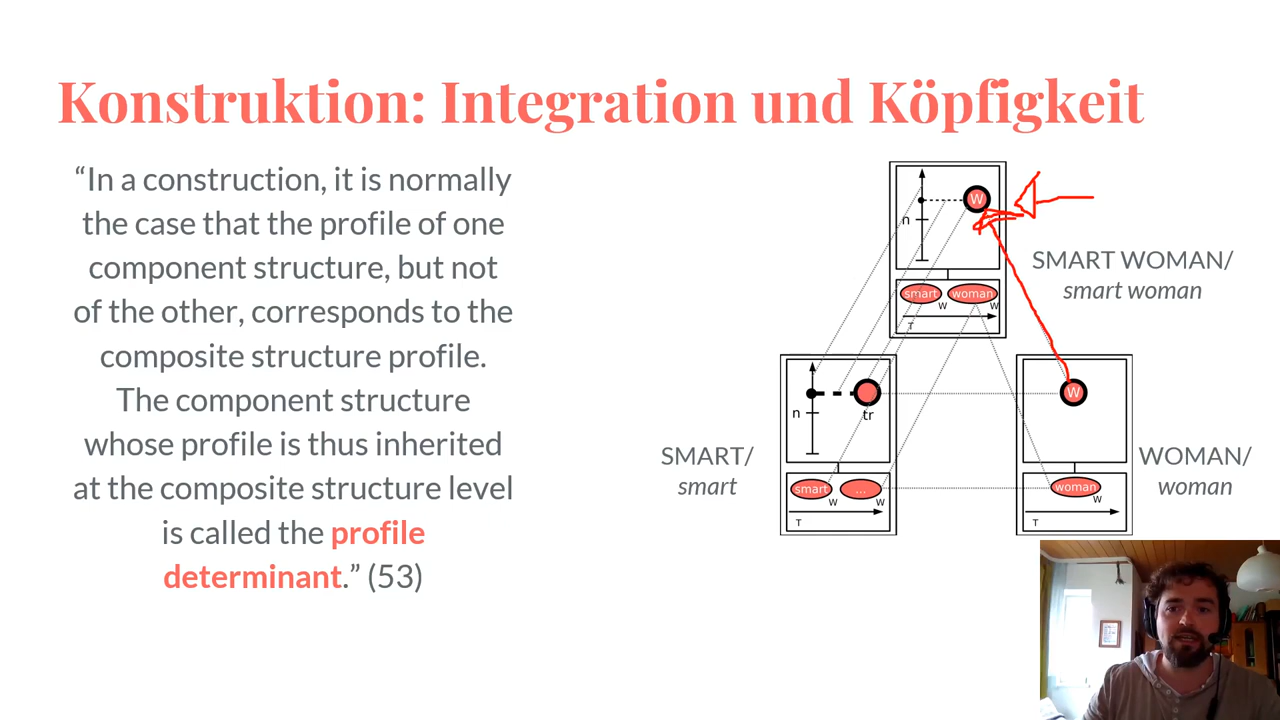 Konstruktion: Integration und Köpfigkeit
“In a construction, it is normally
the case that the profile of one
component structure, but not
of the other, corresponds to the
composite structure profile.
The component structure
whose profile is thus inherited
at the composite structure level
is called the profile
determinant.” (53)
W
n
smart woman
W W
T
SMART WOMAN/
smart woman
n
tr
smart ...
W W
T
SMART/
smart
W
woman
W
T
WOMAN/
woman